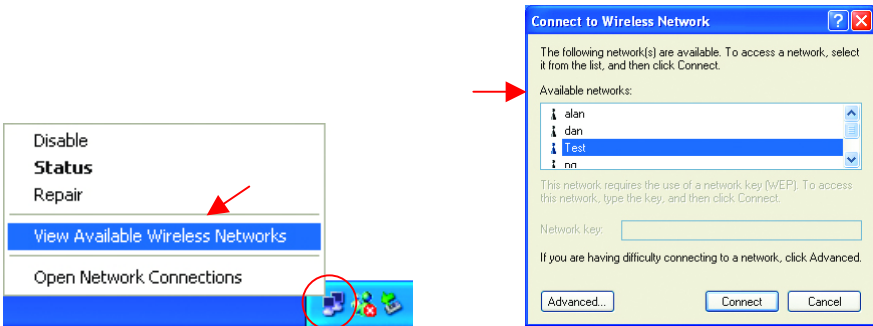 Disable
Status
Repair
View Available Wireless Networks
Open Network Connections
Connect to Wireless Network
The following network(s) are available. To access a network, select
it from the list, and then click Connect.
Available networks:
alan
dan
Test
ng
This network requires the use of a network key (WEP). To access
this network, type the key, and then click Connect.
Network key:
If you are having difficulty connecting to a network, click Advanced.
Advanced...
Connect
Cancel